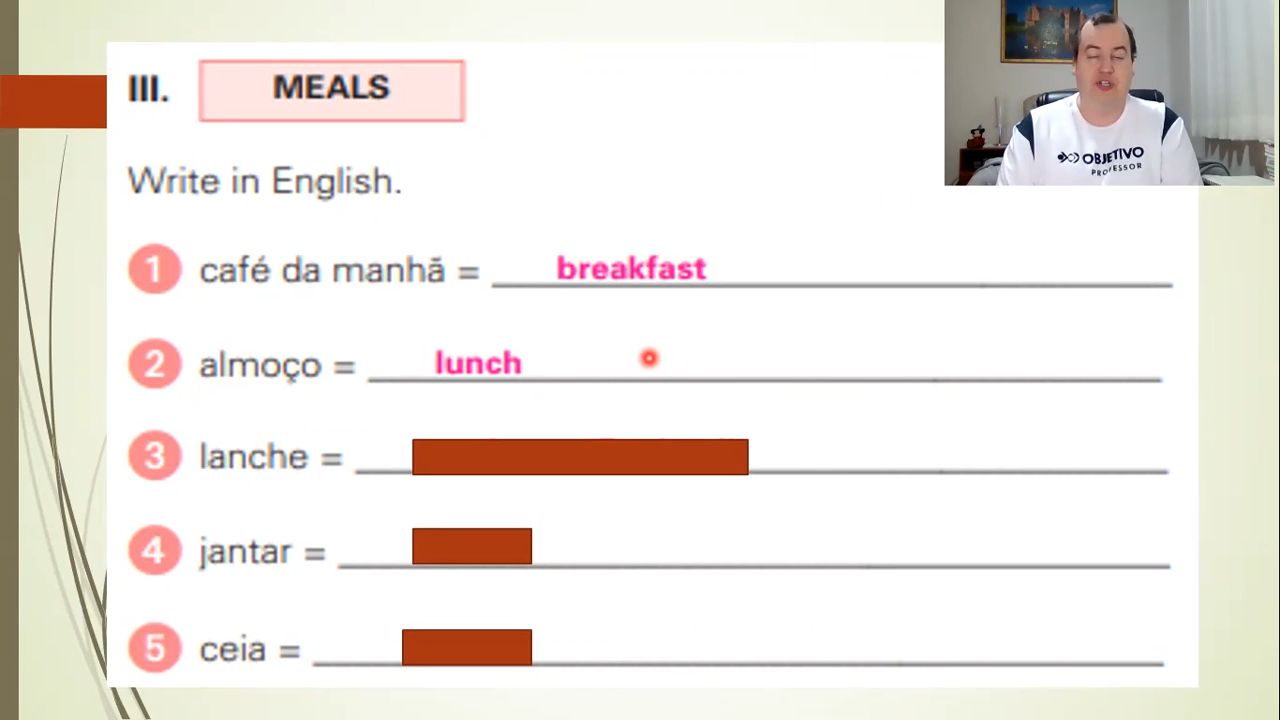 III. MEALS
Write in English.
1 café da manhã = breakfast
2 almoço = lunch
3 lanche =
4 jantar =
5 ceia =
OBJETIVO
PROFESSOR